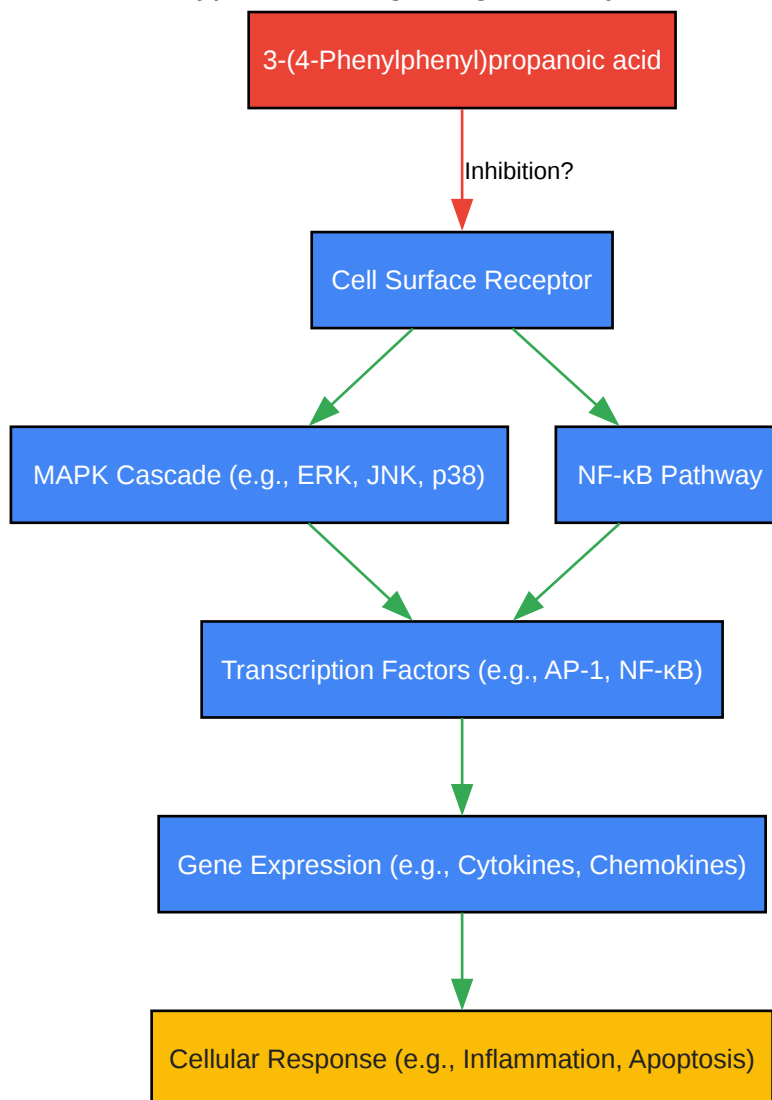 3-(4-Phenylphenyl)propanoic acid
Inhibition?
Cell Surface Receptor
MAPK Cascade (e.g., ERK, JNK, p38)
NF-κB Pathway
Transcription Factors (e.g., AP-1, NF-κB)
Gene Expression (e.g., Cytokines, Chemokines)
Cellular Response (e.g., Inflammation, Apoptosis)